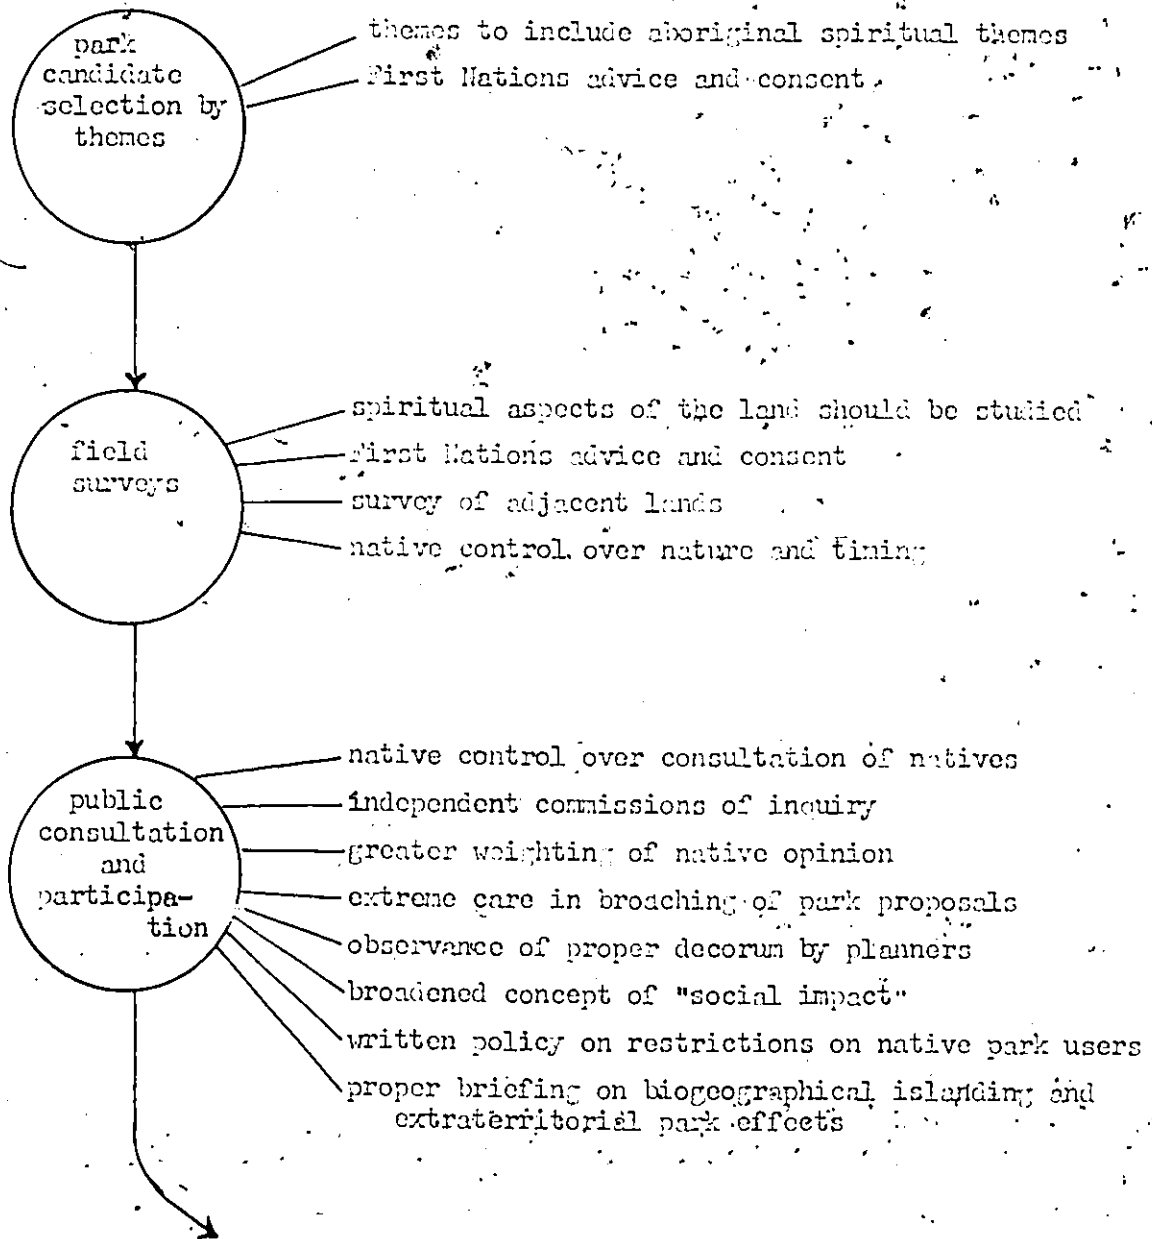 park
candidate
selection by
themes
themes to include aboriginal spiritual themes
First Nations advice and consent
field
surveys
spiritual aspects of the land should be studied
First Nations advice and consent
survey of adjacent lands
native control over nature and timing
public
consultation
and
participa-
tion
native control over consultation of natives
independent commissions of inquiry
greater weighting of native opinion
extreme care in broaching of park proposals
observance of proper decorum by planners
broadened concept of "social impact"
written policy on restrictions on native park users
proper briefing on biogeographical islanding and
extraterritorial park effects